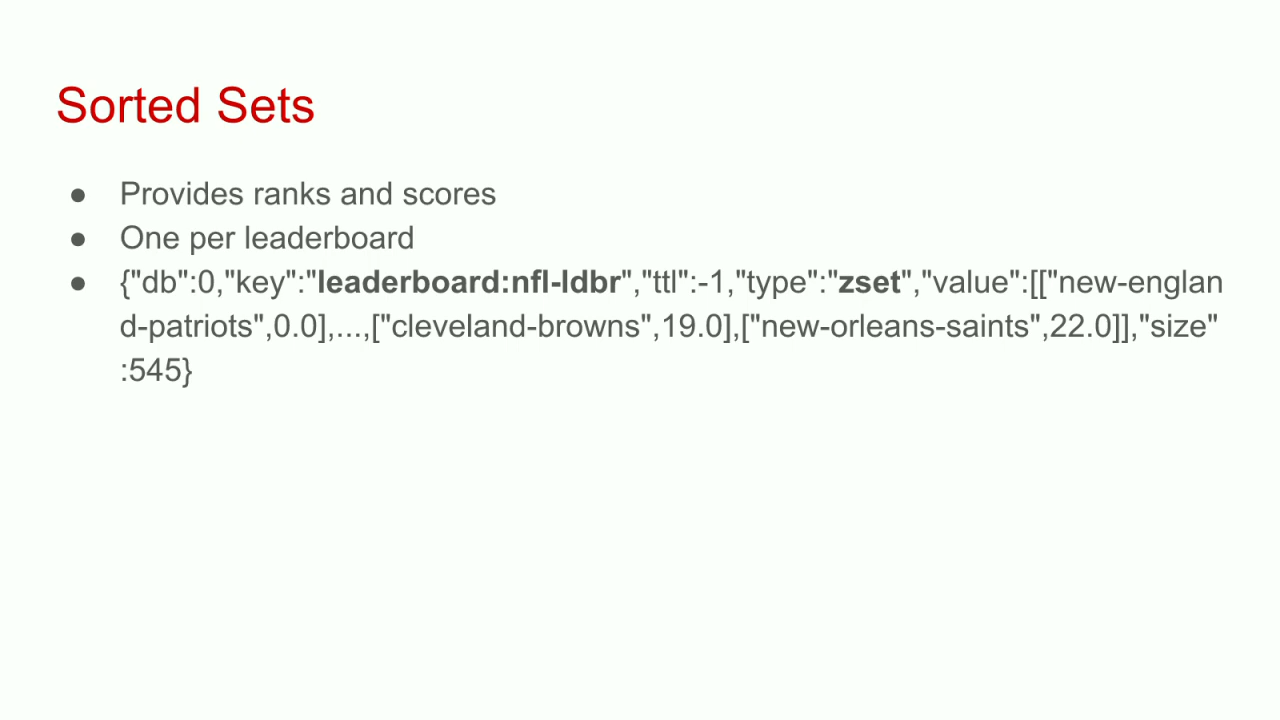 Sorted Sets
● Provides ranks and scores
● One per leaderboard
● {"db":0,"key":"leaderboard:nfl-ldbr","ttl":-1,"type":"zset","value":[["new-englan
d-patriots",0.0],...,["cleveland-browns",19.0],["new-orleans-saints",22.0]],"size"
:545}